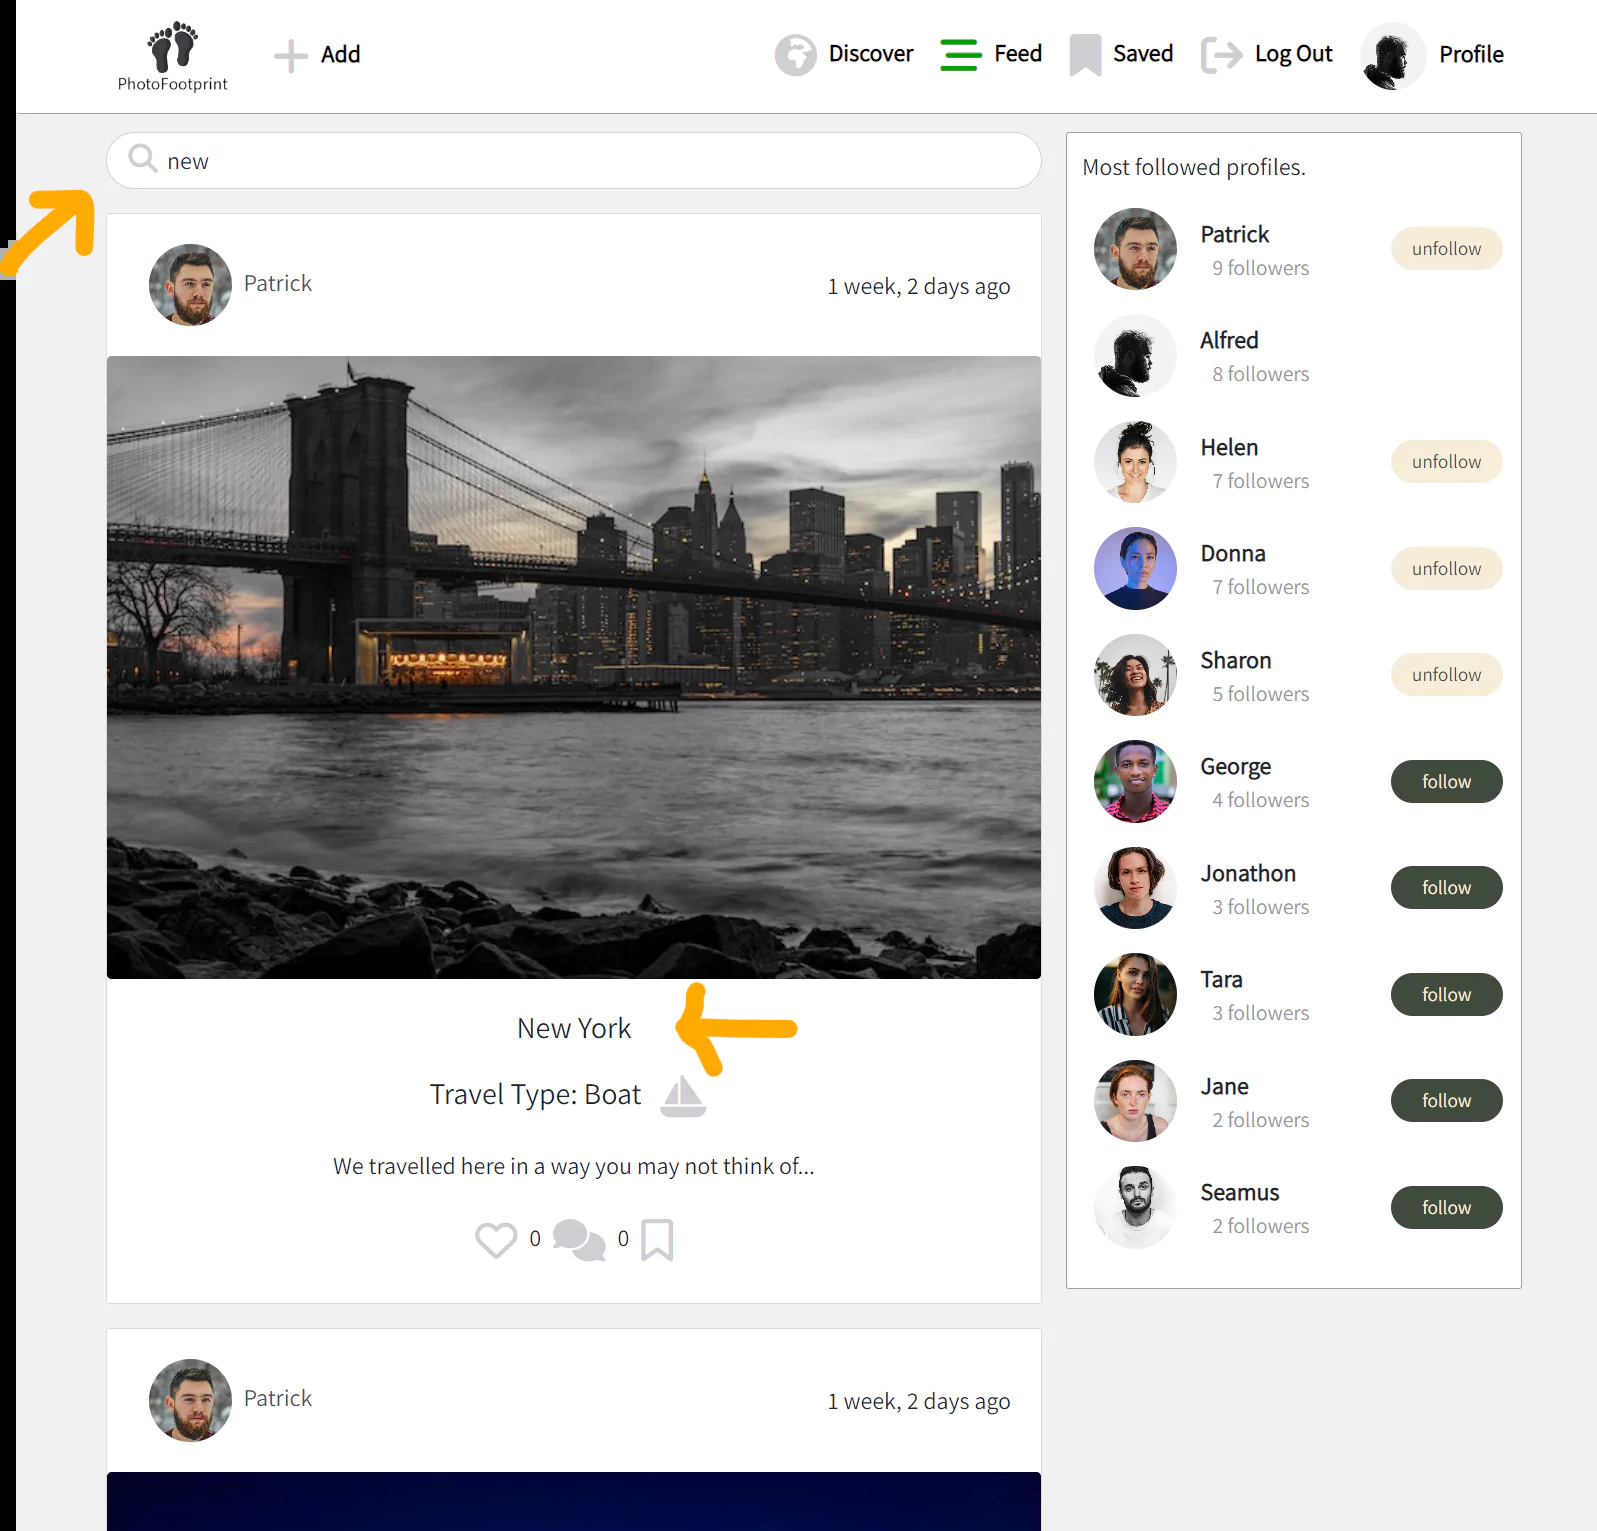 PhotoFootprint
Add
Discover
Feed
Saved
Log Out
Profile
new
Patrick
1 week, 2 days ago
New York
Travel Type: Boat
We travelled here in a way you may not think of...
0
0
Patrick
1 week, 2 days ago
Most followed profiles.
Patrick
9 followers
unfollow
Alfred
8 followers
Helen
7 followers
unfollow
Donna
7 followers
unfollow
Sharon
5 followers
unfollow
George
4 followers
follow
Jonathon
3 followers
follow
Tara
3 followers
follow
Jane
2 followers
follow
Seamus
2 followers
follow